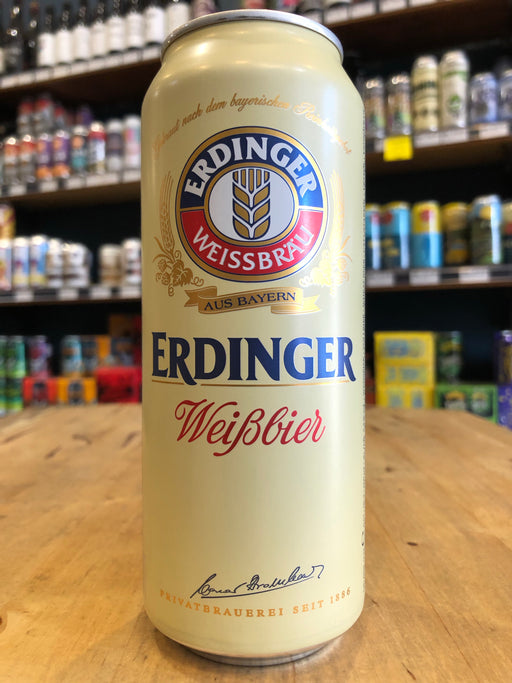 Gebraut nach dem bayerischen Reinheitsgebot
ERDINGER
WEISSBRÄU
AUS BAYERN
ERDINGER
Weißbier
PRIVATBRAUEREI SEIT 1886